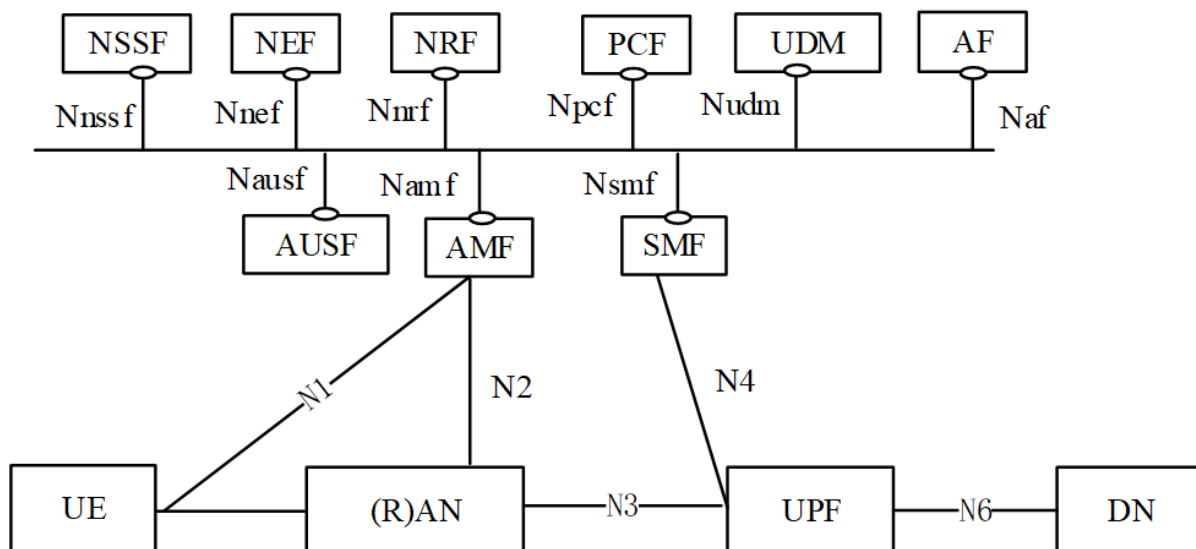 NSSF NEF NRF PCF UDM AF
Nnssf Nnef Nnrf Npcf Nudm Naf
Nausf Namf Nsmf
AUSF AMF SMF
N1 N2 N4
UE (R)AN N3 UPF N6 DN